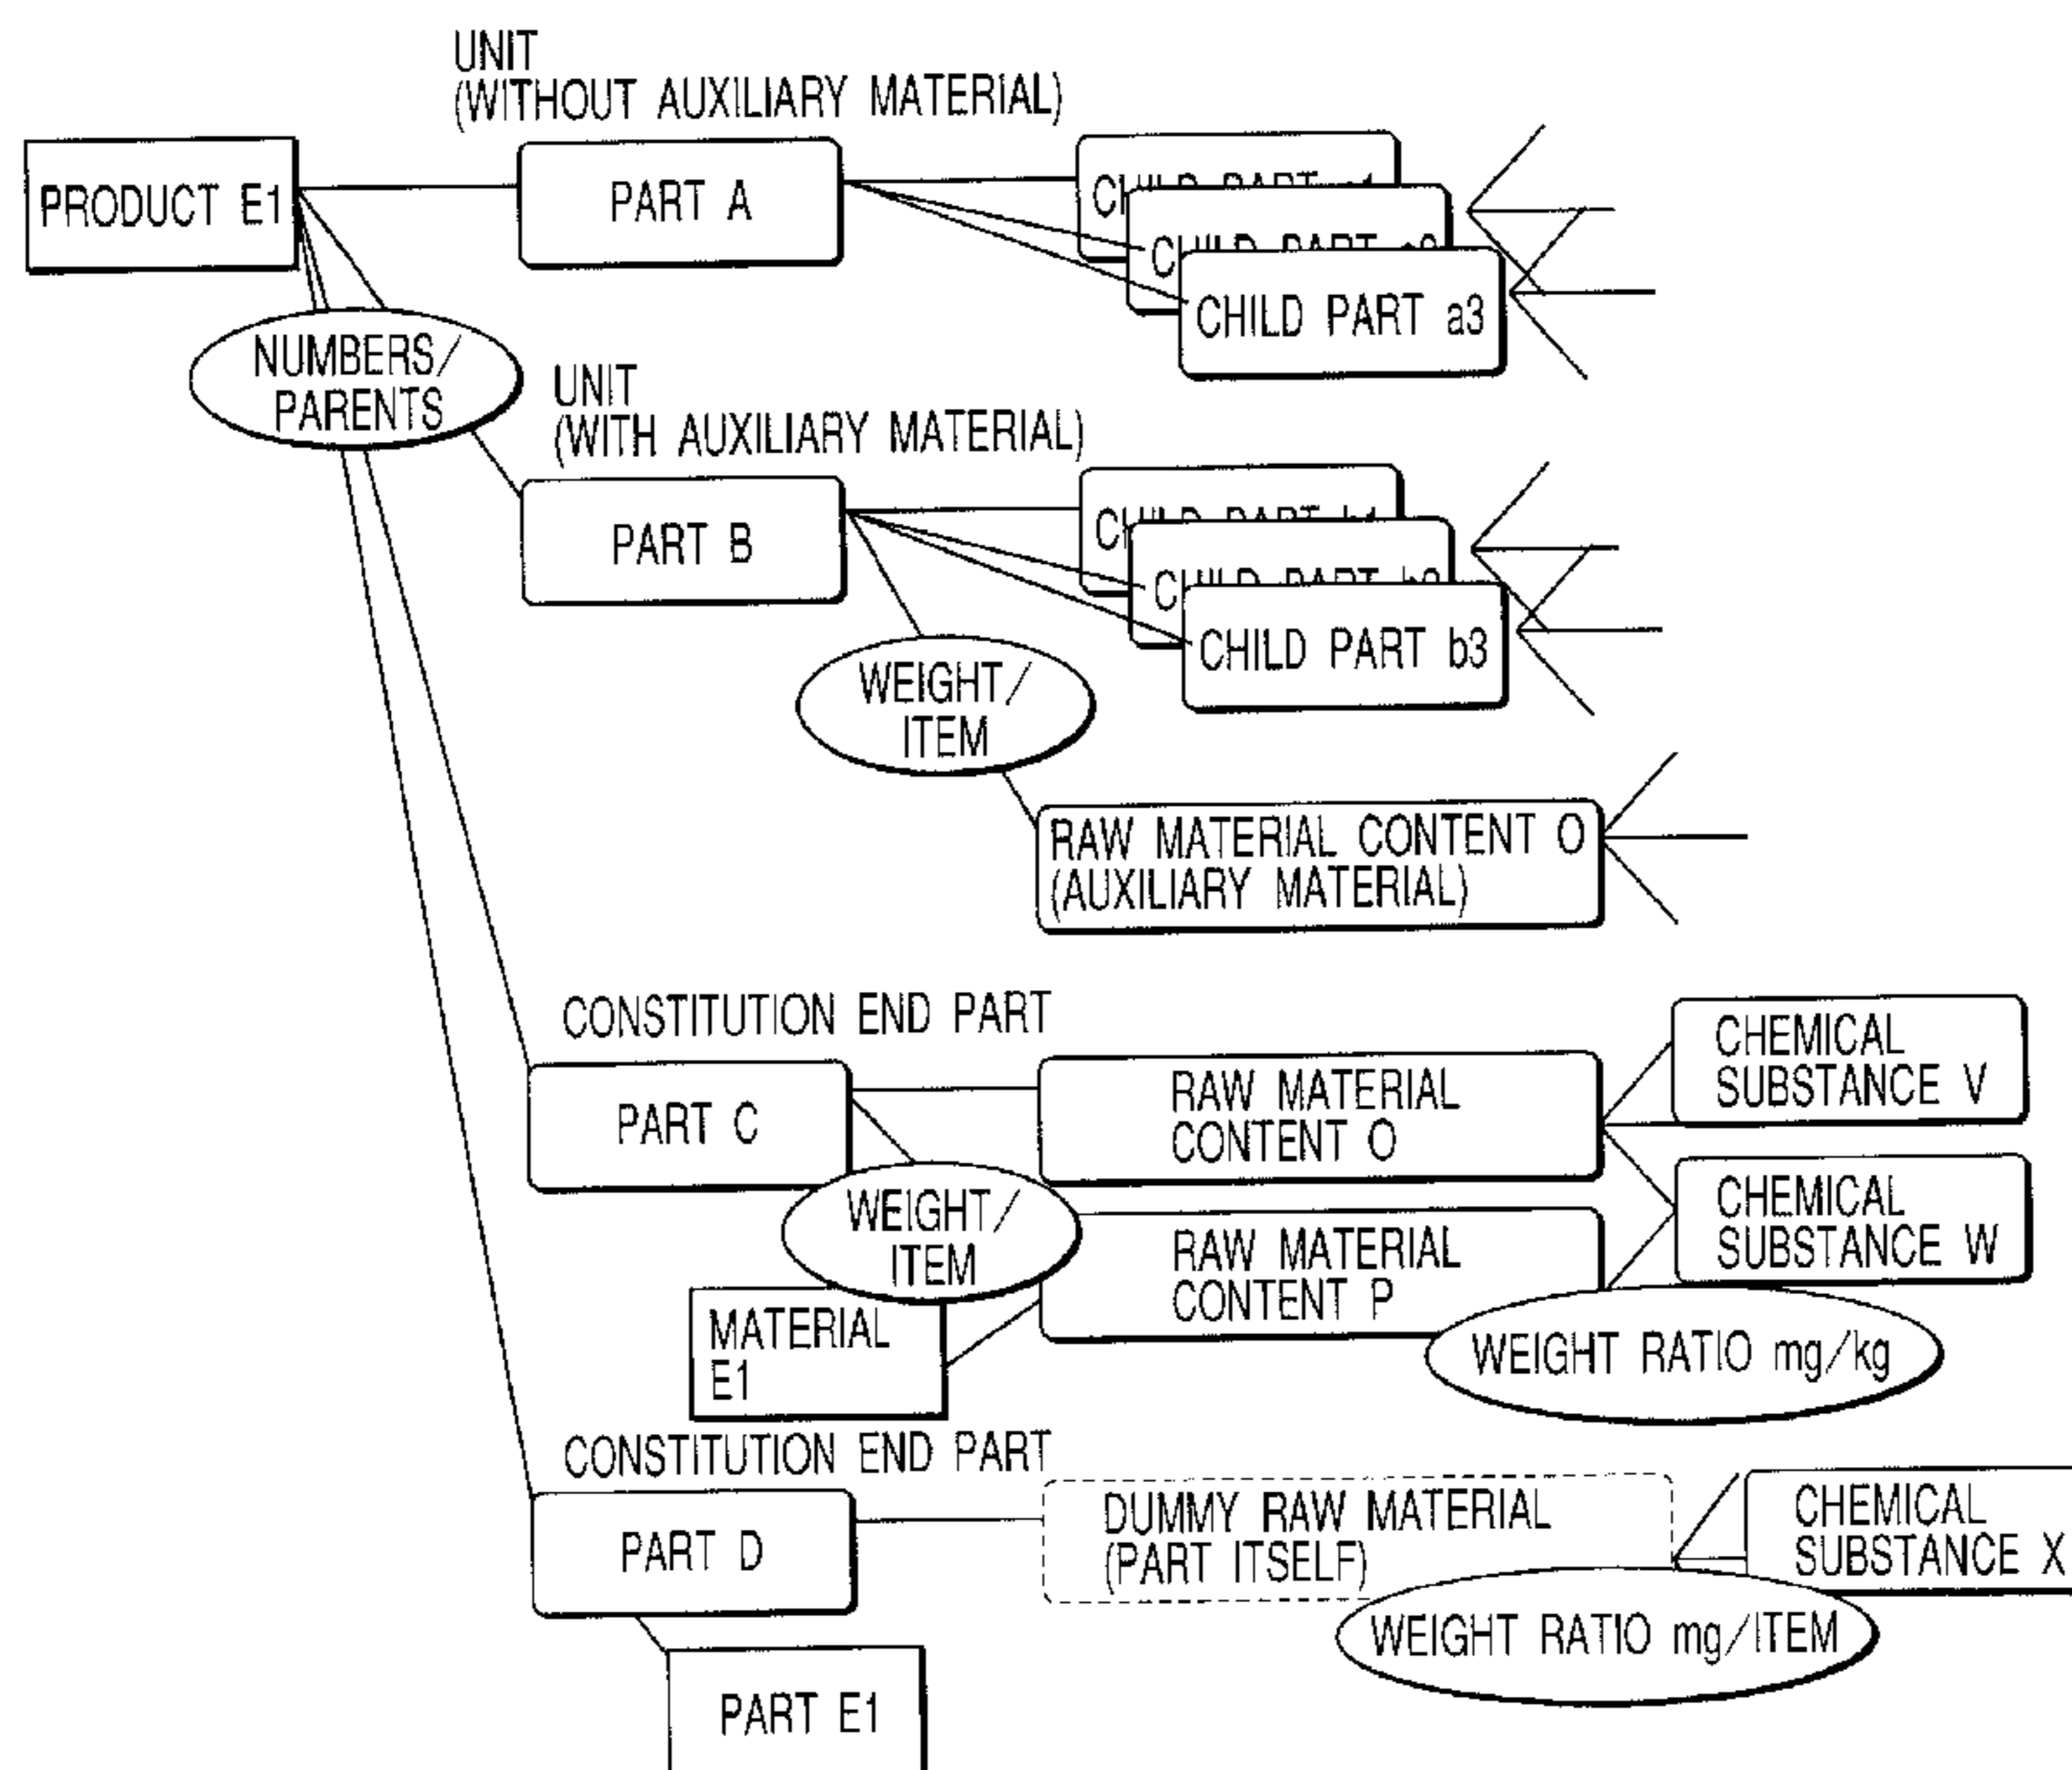 UNIT
(WITHOUT AUXILIARY MATERIAL)
PRODUCT E1
PART A
CHILD PART a3
NUMBERS/
PARENTS
UNIT
(WITH AUXILIARY MATERIAL)
PART B
CHILD PART b3
WEIGHT/
ITEM
RAW MATERIAL CONTENT O
(AUXILIARY MATERIAL)
CONSTITUTION END PART
PART C
RAW MATERIAL
CONTENT O
CHEMICAL
SUBSTANCE V
WEIGHT/
ITEM
RAW MATERIAL
CONTENT P
CHEMICAL
SUBSTANCE W
MATERIAL
E1
WEIGHT RATIO mg/kg
CONSTITUTION END PART
PART D
DUMMY RAW MATERIAL
(PART ITSELF)
CHEMICAL
SUBSTANCE X
WEIGHT RATIO mg/ITEM
PART E1